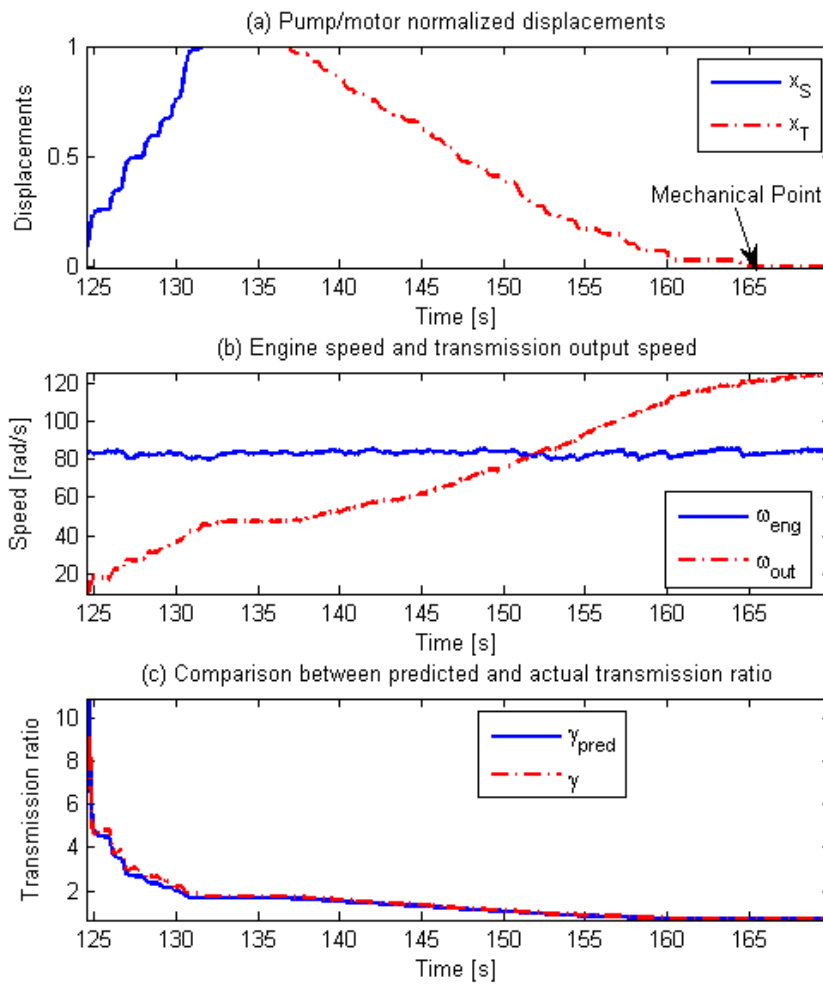 (a) Pump/motor normalized displacements
1
0.5
0
Displacements
x_S
x_T
Mechanical Point
125 130 135 140 145 150 155 160 165
Time [s]
(b) Engine speed and transmission output speed
120
100
80
60
40
20
Speed [rad/s]
ω_eng
ω_out
125 130 135 140 145 150 155 160 165
Time [s]
(c) Comparison between predicted and actual transmission ratio
10
8
6
4
2
Transmission ratio
γ_pred
γ
125 130 135 140 145 150 155 160 165
Time [s]